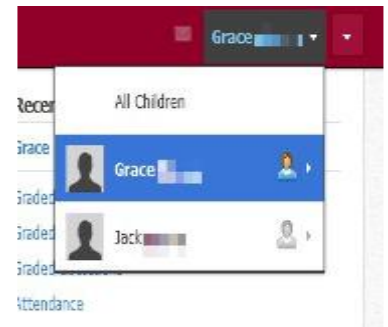 Grace
All Children
Recen
Grace
Grace
Graded
Graded
Jack
Graded
Attendance